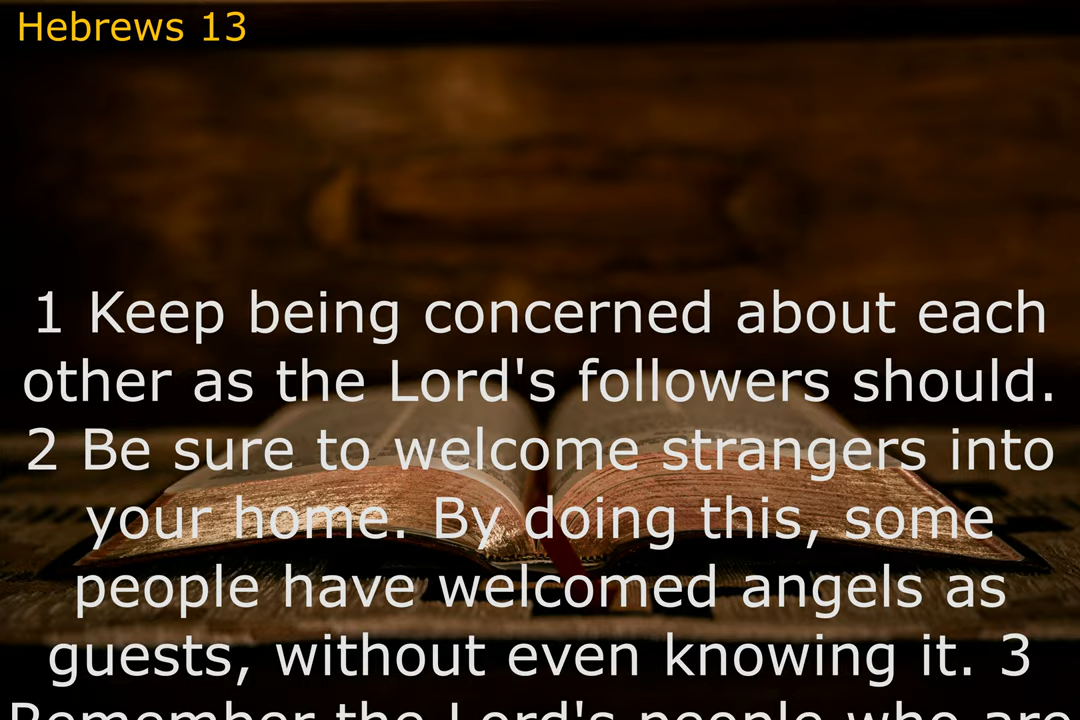 Hebrews 13
1 Keep being concerned about each
other as the Lord's followers should.
2 Be sure to welcome strangers into
your home. By doing this, some
people have welcomed angels as
guests, without even knowing it. 3
Remember the Lord's people who are